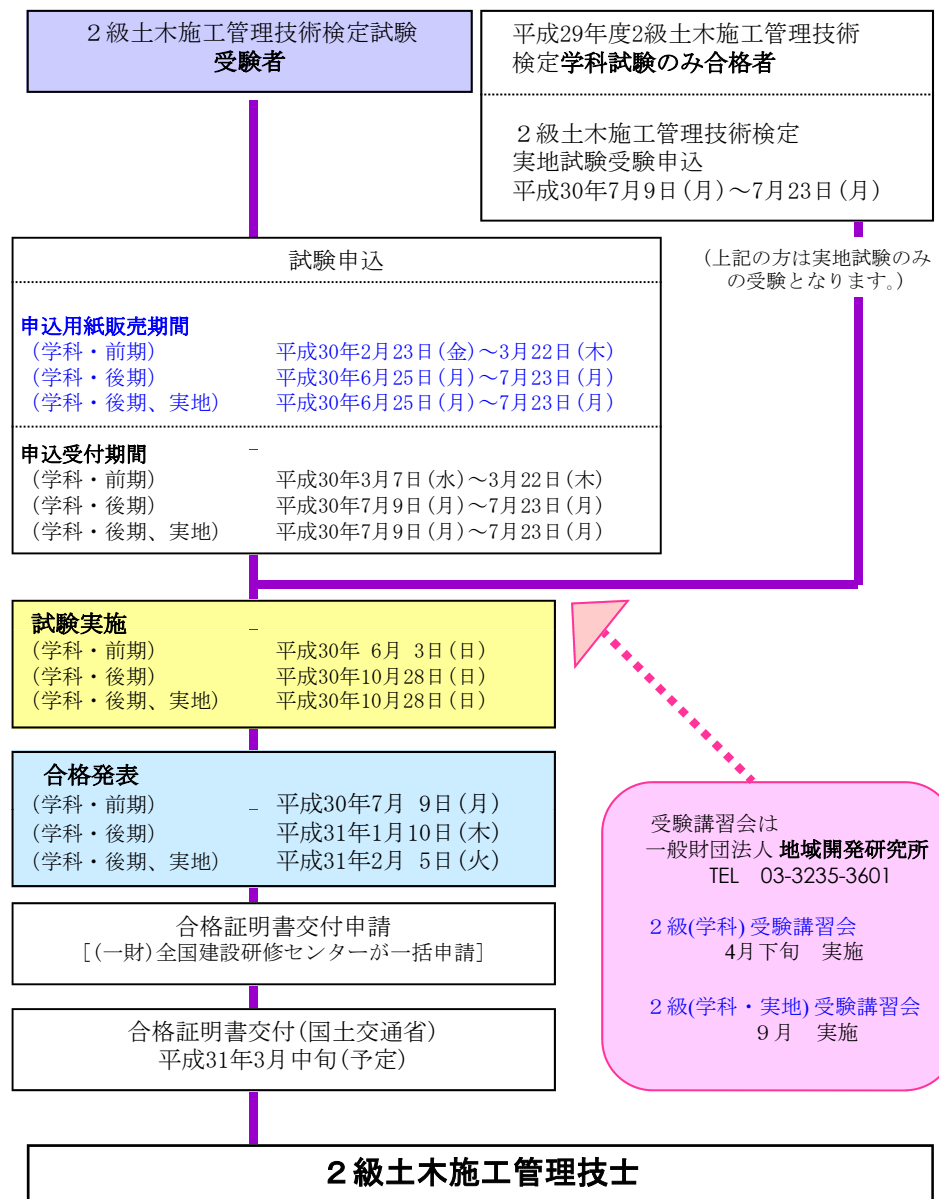 ２級土木施工管理技術検定試験
受験者
平成29年度2級土木施工管理技術
検定学科試験のみ合格者
２級土木施工管理技術検定
実地試験受験申込
平成30年7月9日(月)～7月23日(月)
(上記の方は実地試験のみ
の受験となります。)
試験申込
申込用紙販売期間
(学科・前期) 平成30年2月23日(金)～3月22日(木)
(学科・後期) 平成30年6月25日(月)～7月23日(月)
(学科・後期、実地) 平成30年6月25日(月)～7月23日(月)
申込受付期間
(学科・前期) 平成30年3月7日(水)～3月22日(木)
(学科・後期) 平成30年7月9日(月)～7月23日(月)
(学科・後期、実地) 平成30年7月9日(月)～7月23日(月)
試験実施
(学科・前期) 平成30年 6月 3日(日)
(学科・後期) 平成30年10月28日(日)
(学科・後期、実地) 平成30年10月28日(日)
合格発表
(学科・前期) 平成30年7月 9日(月)
(学科・後期) 平成31年1月10日(木)
(学科・後期、実地) 平成31年2月 5日(火)
受験講習会は
一般財団法人 地域開発研究所
TEL 03-3235-3601
２級(学科)受験講習会
4月下旬 実施
２級(学科・実地)受験講習会
９月 実施
合格証明書交付申請
[(一財)全国建設研修センターが一括申請]
合格証明書交付(国土交通省)
平成31年3月中旬(予定)
２級土木施工管理技士